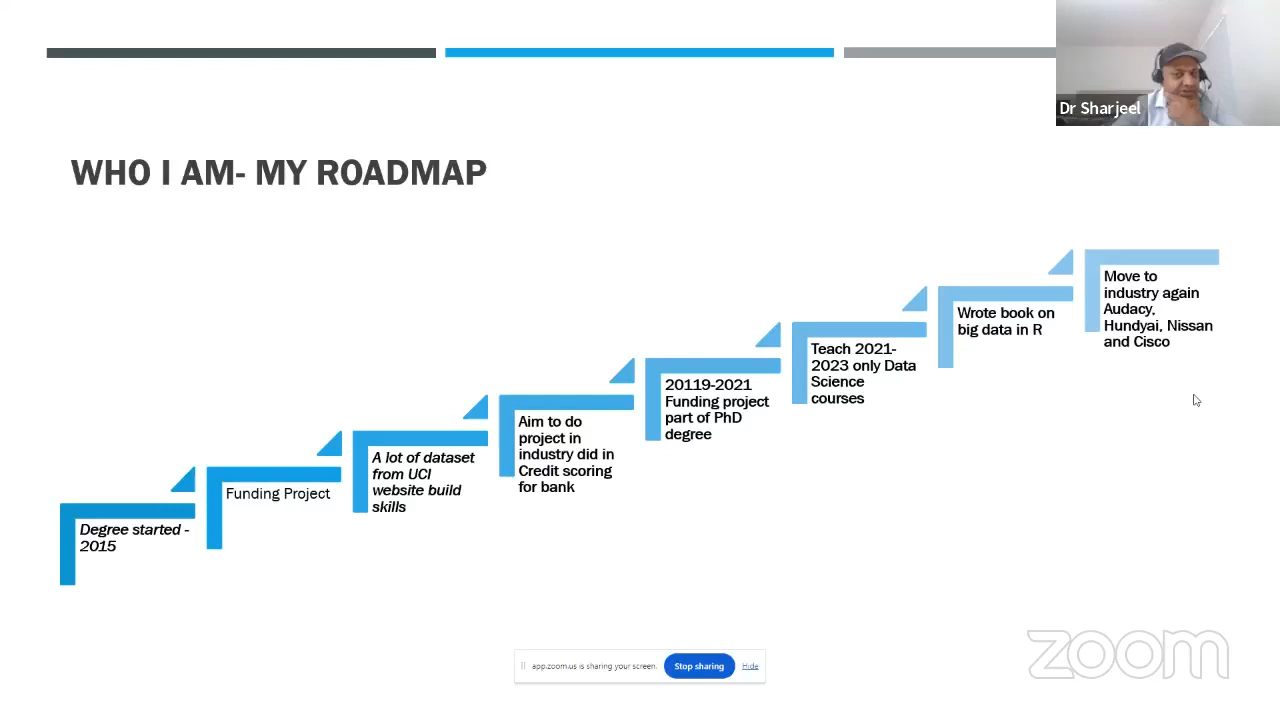 Dr Sharjeel
WHO I AM- MY ROADMAP
Degree started -
2015
Funding Project
A lot of dataset
from UCI
website build
skills
Aim to do
project in
industry did in
Credit scoring
for bank
20119-2021
Funding project
part of PhD
degree
Teach 2021-
2023 only Data
Science
courses
Wrote book on
big data in R
Move to
industry again
Audacy,
Hundyai, Nissan
and Cisco
app.zoom.us is sharing your screen.
Stop sharing
Hide
zoom